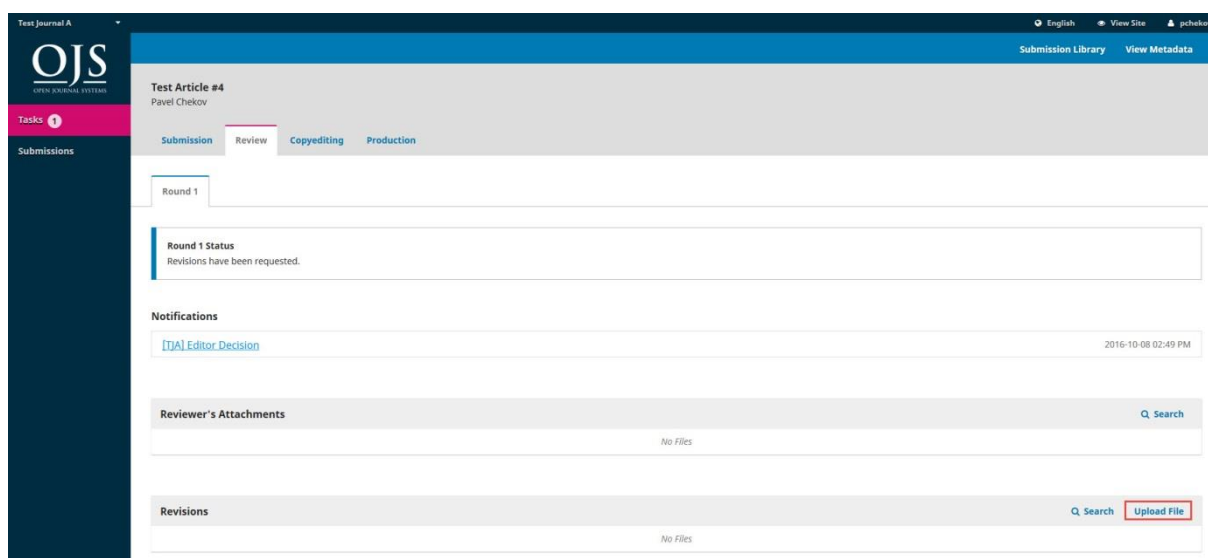 Test Journal A
English View Site pcheko
OJS
OPEN JOURNAL SYSTEMS
Submission Library View Metadata
Tasks 1
Submissions
Test Article #4
Pavel Chekov
Submission Review Copyediting Production
Round 1
Round 1 Status
Revisions have been requested.
Notifications
[TJA] Editor Decision 2016-10-08 02:49 PM
Reviewer's Attachments Search
No Files
Revisions Search Upload File
No Files